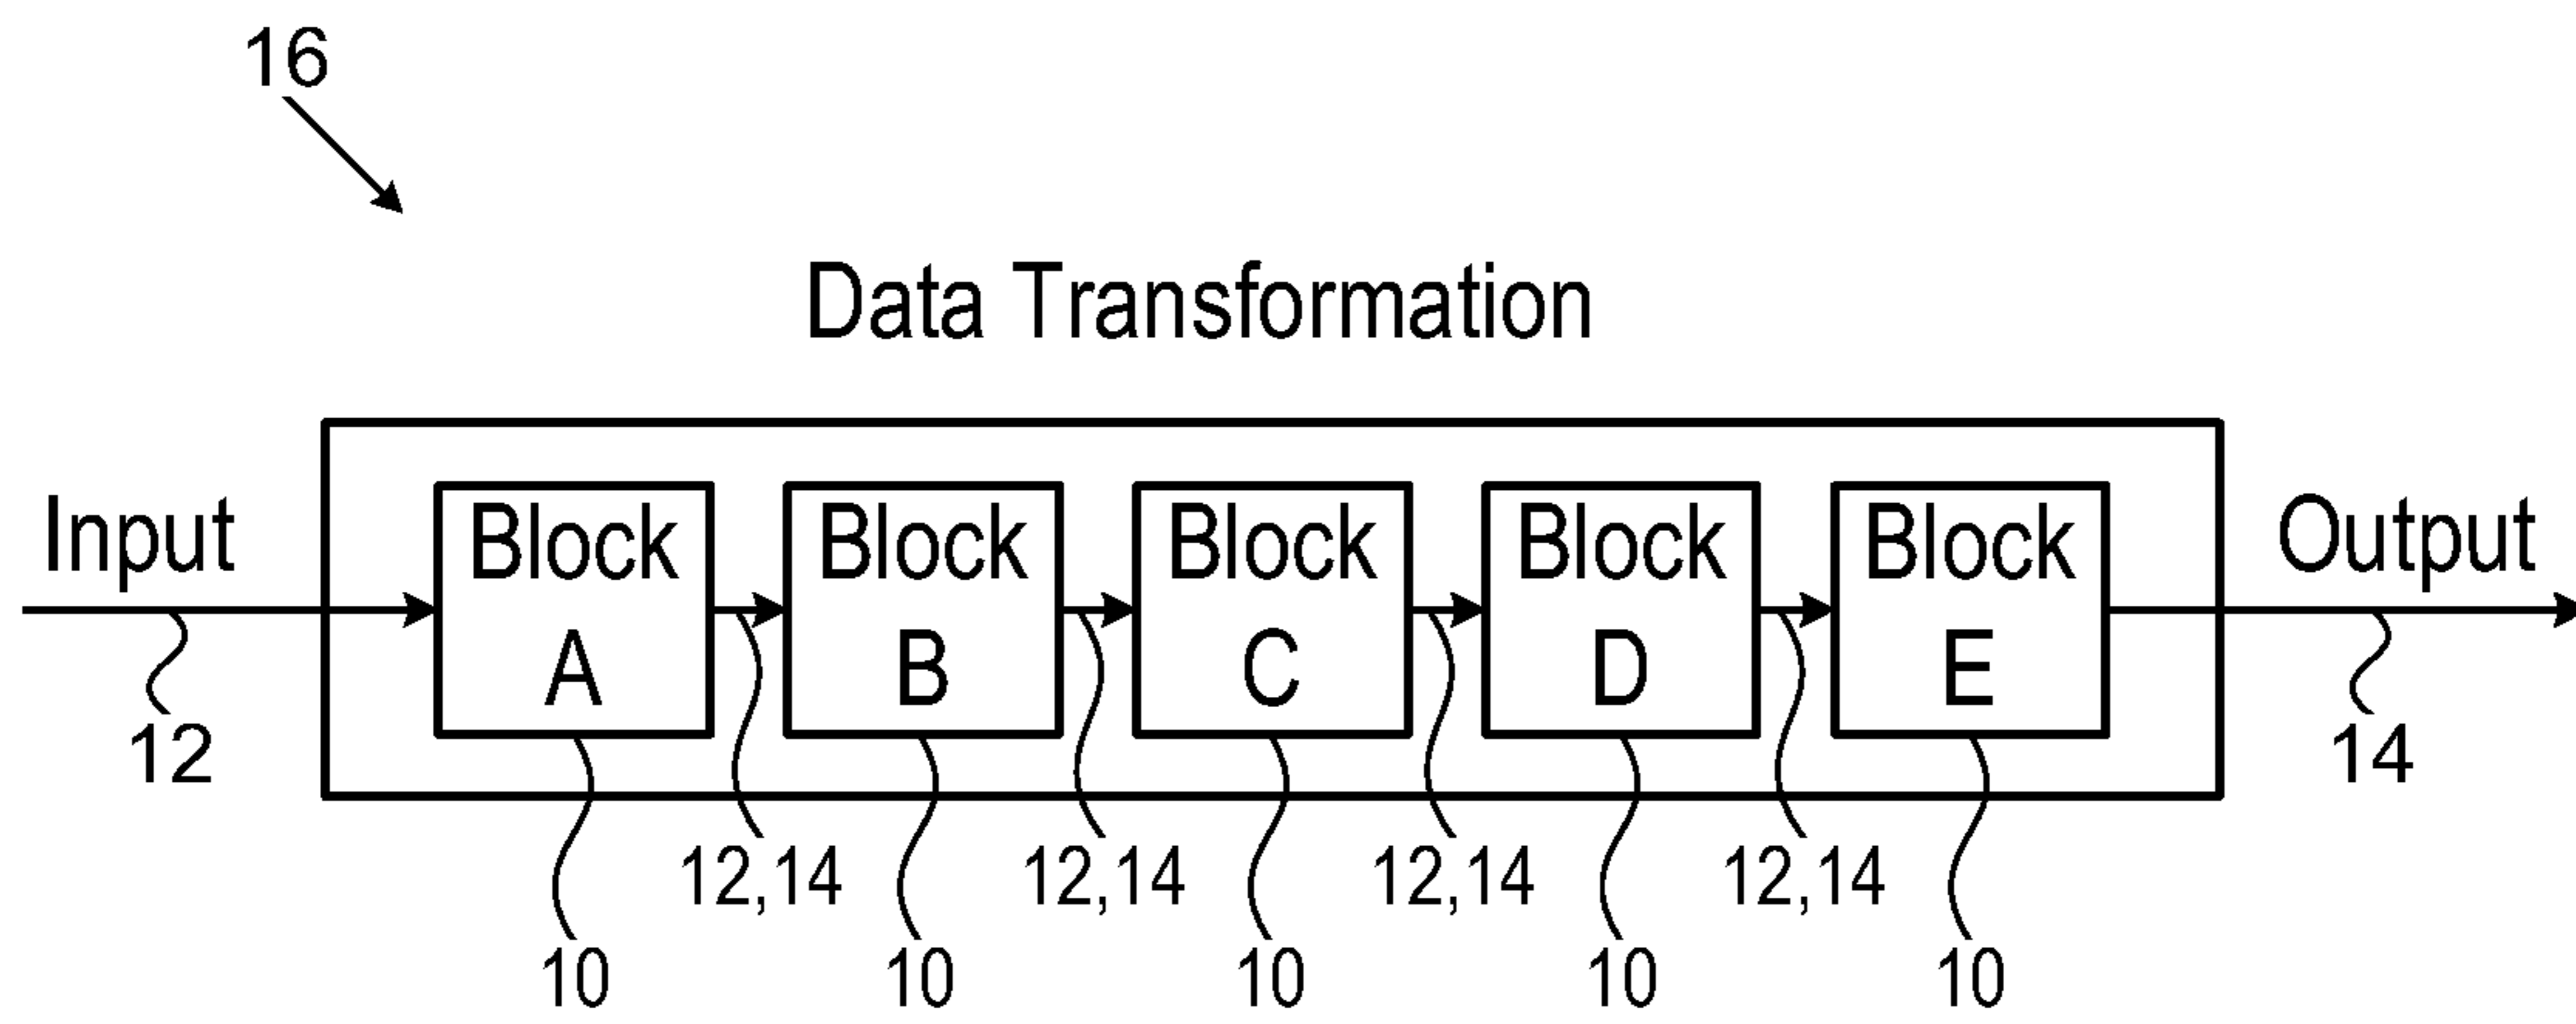 16
Data Transformation
Input
Block A
Block B
Block C
Block D
Block E
Output
12
14
12,14
12,14
12,14
12,14
10
10
10
10
10